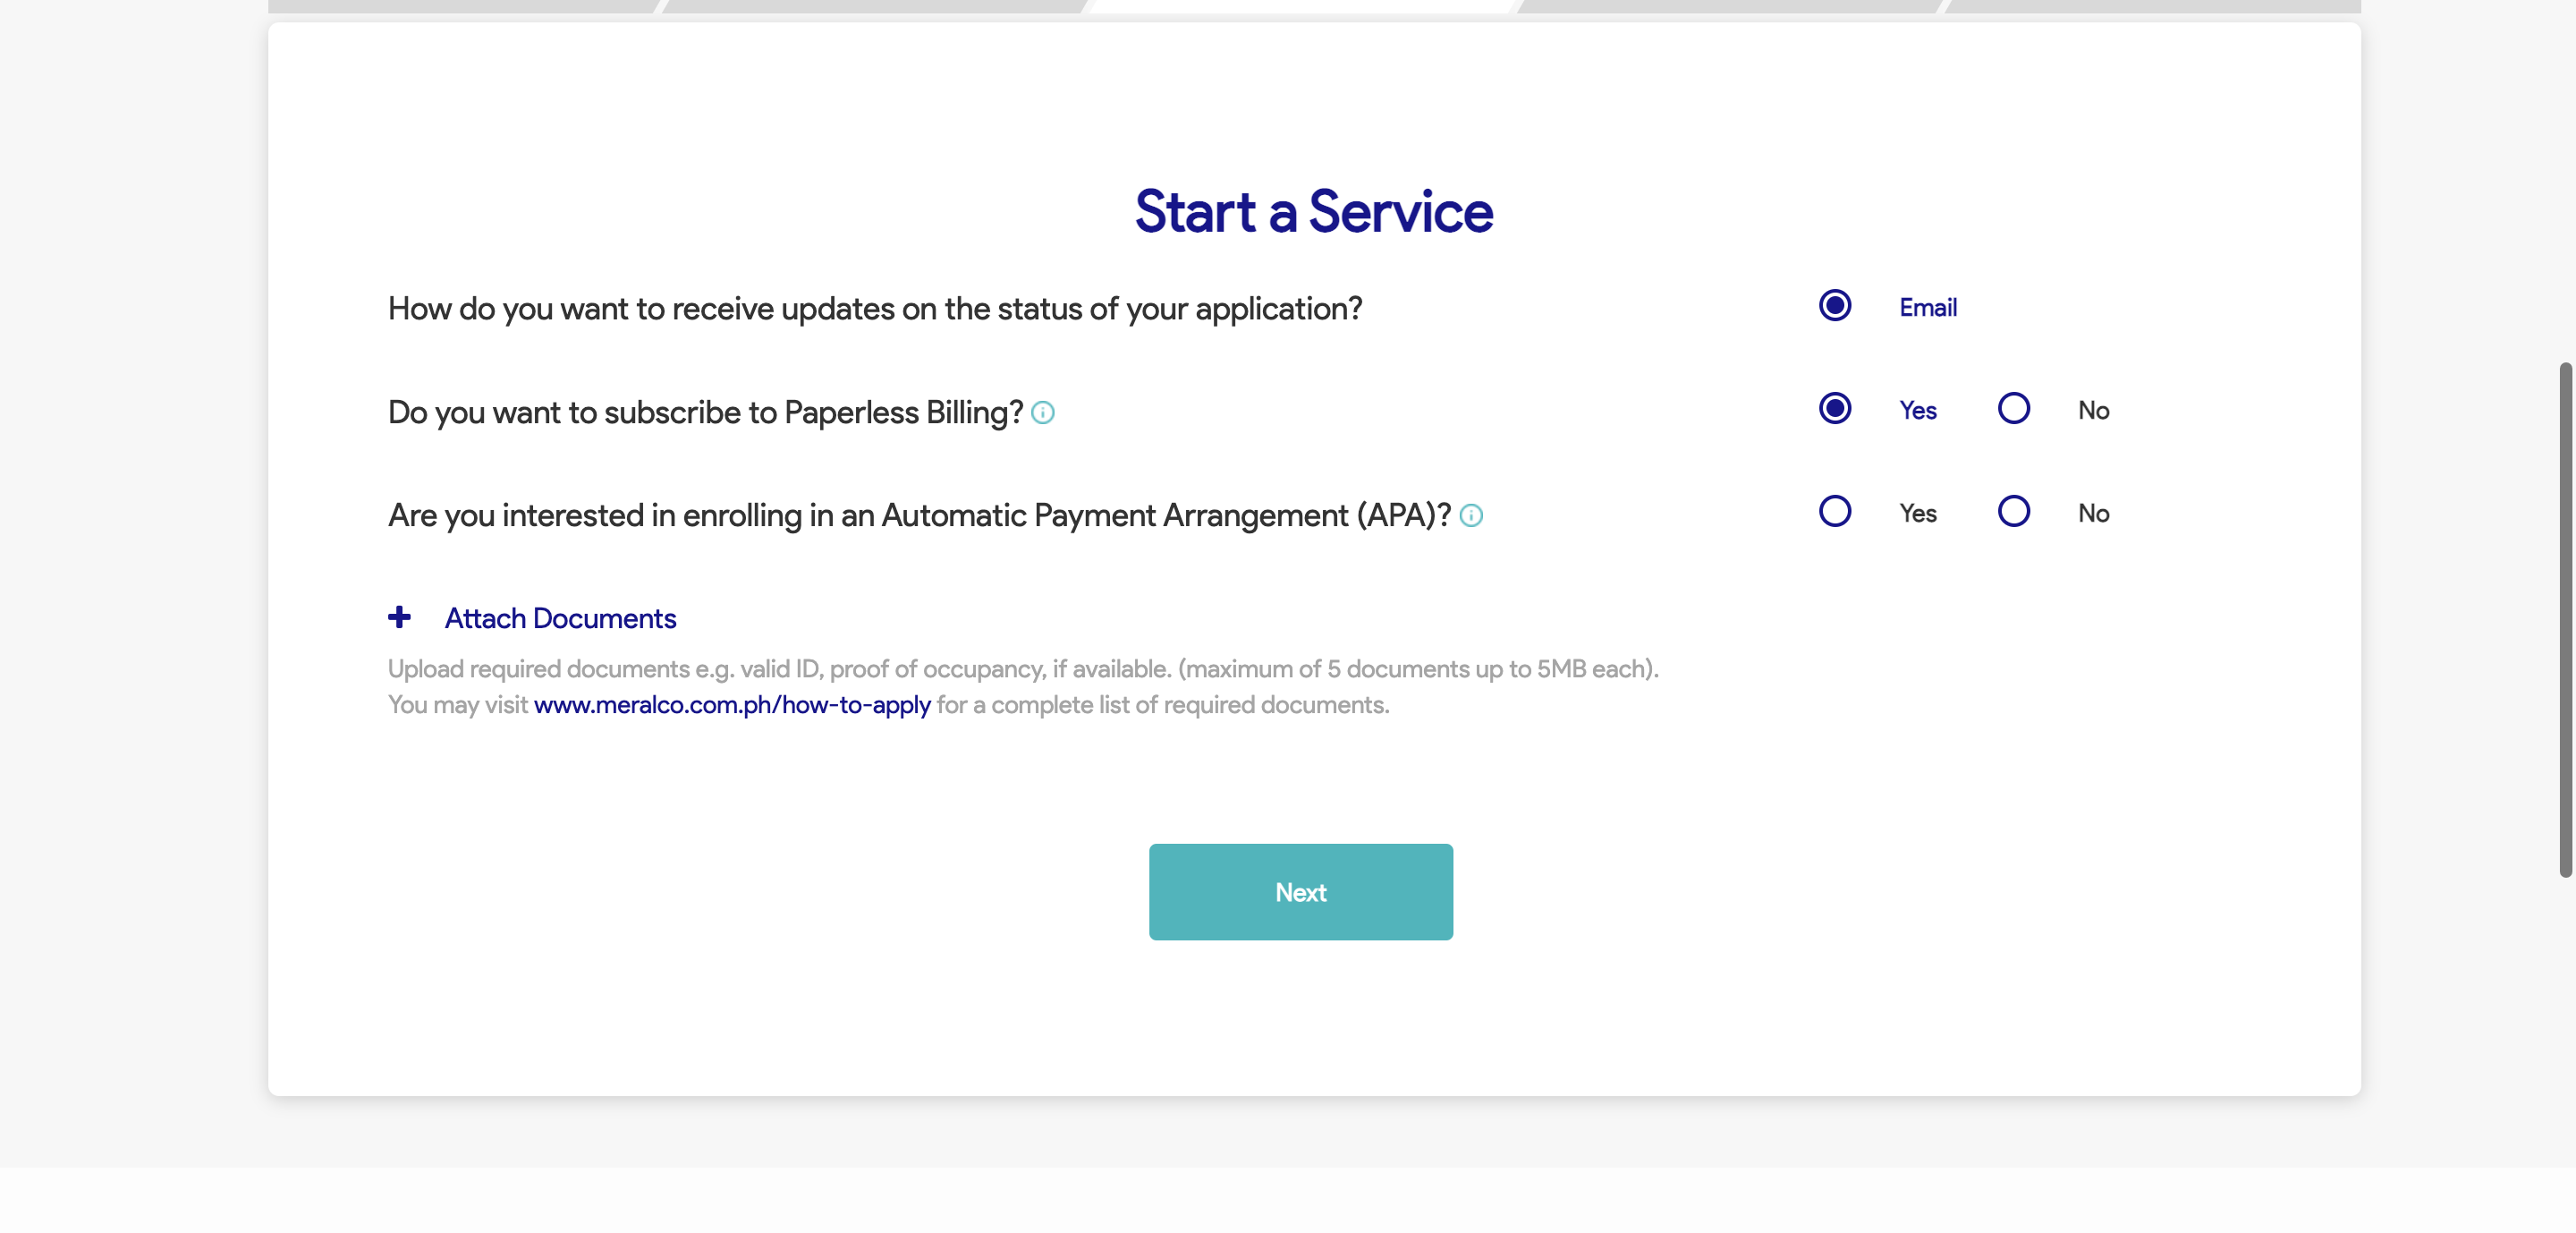 Start a Service
How do you want to receive updates on the status of your application?
Email
Do you want to subscribe to Paperless Billing?
Yes No
Are you interested in enrolling in an Automatic Payment Arrangement (APA)?
Yes No
Attach Documents
Upload required documents e.g. valid ID, proof of occupancy, if available. (maximum of 5 documents up to 5MB each).
You may visit www.meralco.com.ph/how-to-apply for a complete list of required documents.
Next